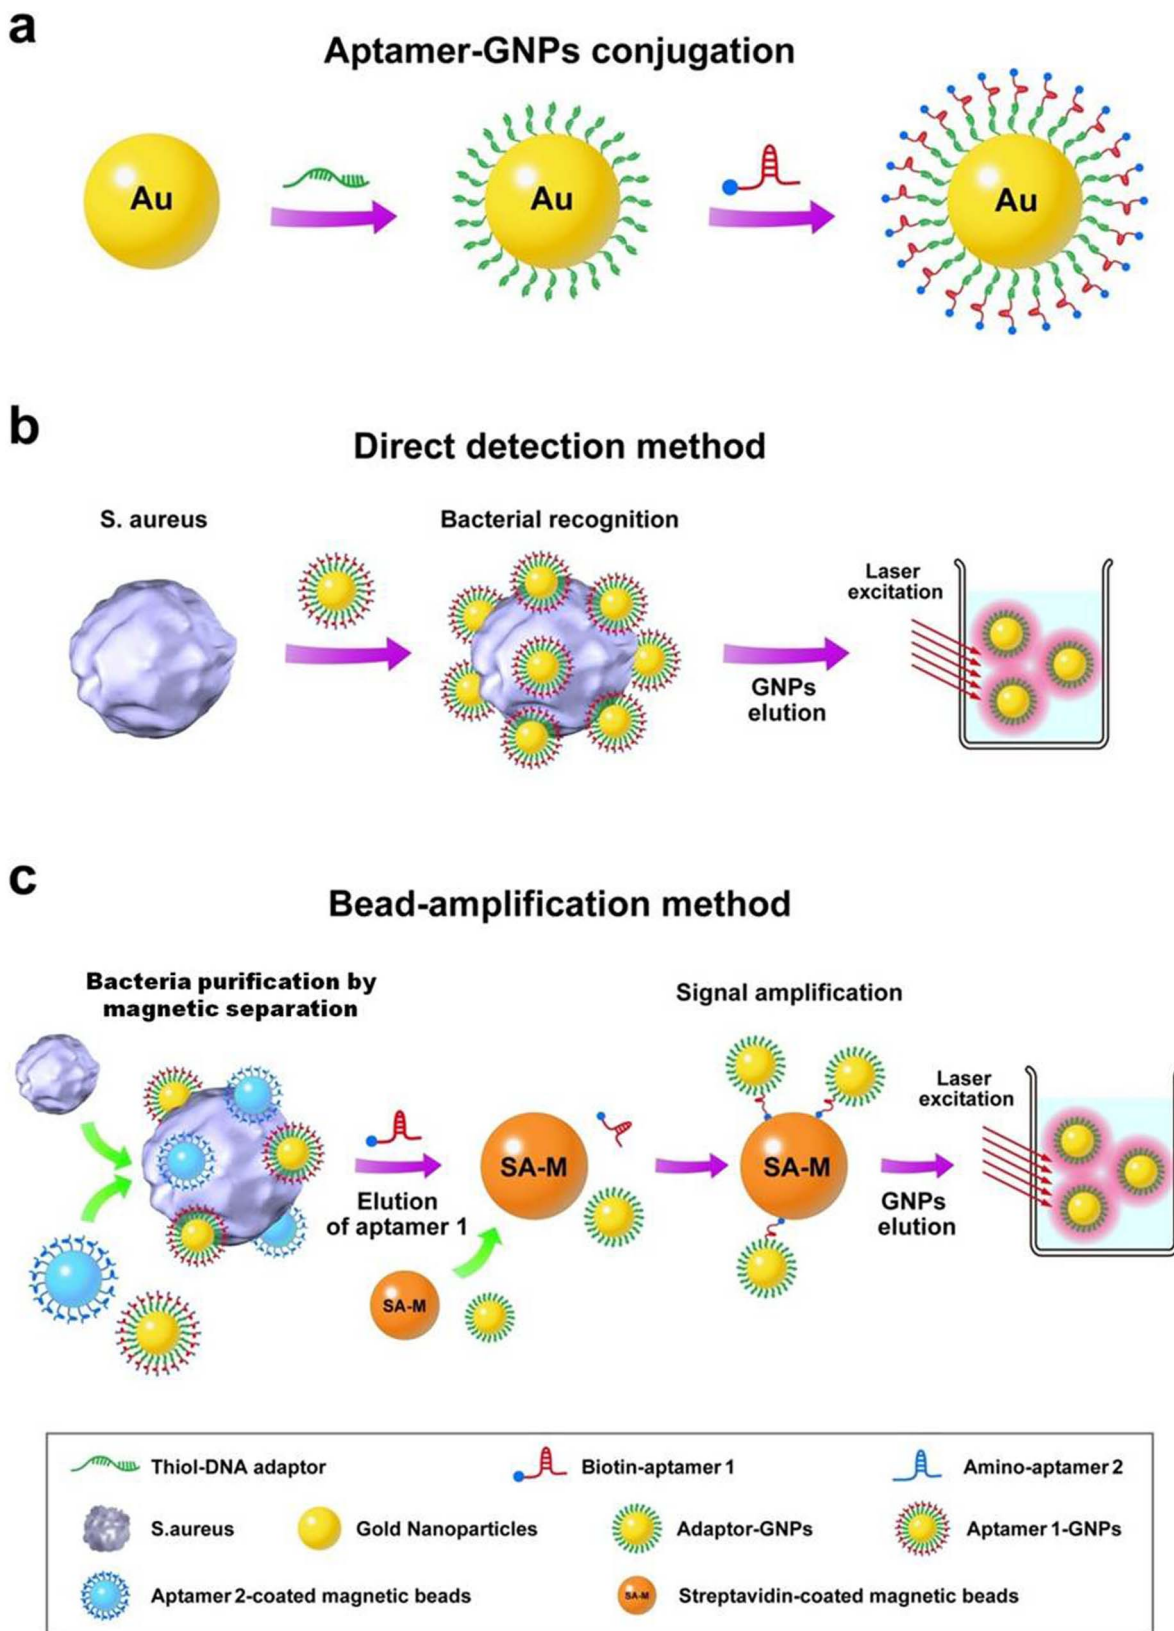 a
Aptamer-GNPs conjugation
Au
Au
Au
b
Direct detection method
S. aureus
Bacterial recognition
Laser
excitation
GNPs
elution
c
Bead-amplification method
Bacteria purification by
magnetic separation
Signal amplification
Laser
excitation
SA-M
SA-M
Elution
of aptamer 1
GNPs
elution
SA-M
Thiol-DNA adaptor
Biotin-aptamer 1
Amino-aptamer 2
S.aureus
Gold Nanoparticles
Adaptor-GNPs
Aptamer 1-GNPs
Aptamer 2-coated magnetic beads
SA-M
Streptavidin-coated magnetic beads